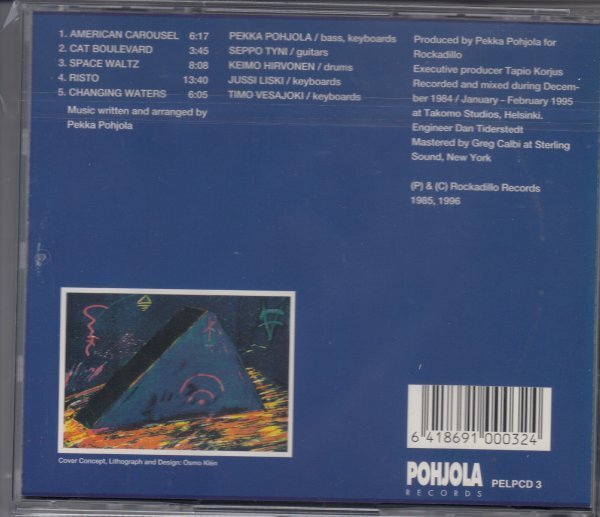 1. AMERICAN CAROUSEL 6:17
2. CAT BOULEVARD 3:45
3. SPACE WALTZ 8:08
4. RISTO 13:40
5. CHANGING WATERS 6:05
Music written and arranged by
Pekka Pohjola
PEKKA POHJOLA / bass, keyboards
SEPPO TYNI / guitars
KEIMO HIRVONEN / drums
JUSSI LISKI / keyboards
TIMO VESAJOKI / keyboards
Produced by Pekka Pohjola for
Rockadillo
Executive producer Tapio Korjus
Recorded and mixed during Decem-
ber 1984 / January - February 1995
at Takomo Studios, Helsinki.
Engineer Dan Tiderstedt
Mastered by Greg Calbi at Sterling
Sound, New York
(P) & (C) Rockadillo Records
1985, 1996
Cover Concept, Lithograph and Design: Osmo Klén
6 418691 000324
POHJOLA
RECORDS
PELPCD 3